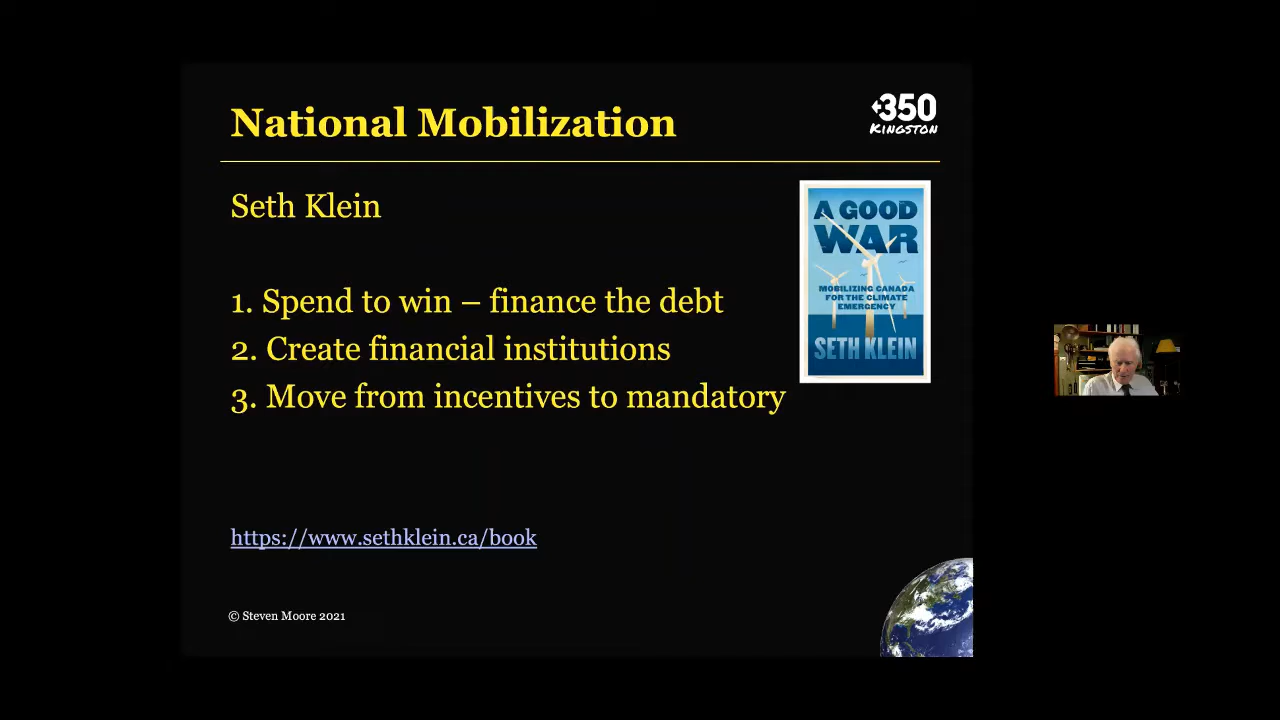 National Mobilization
350
KINGSTON
Seth Klein
A GOOD
WAR
MOBILIZING CANADA
FOR THE CLIMATE
EMERGENCY
SETH KLEIN
1. Spend to win – finance the debt
2. Create financial institutions
3. Move from incentives to mandatory
https://www.sethklein.ca/book
© Steven Moore 2021